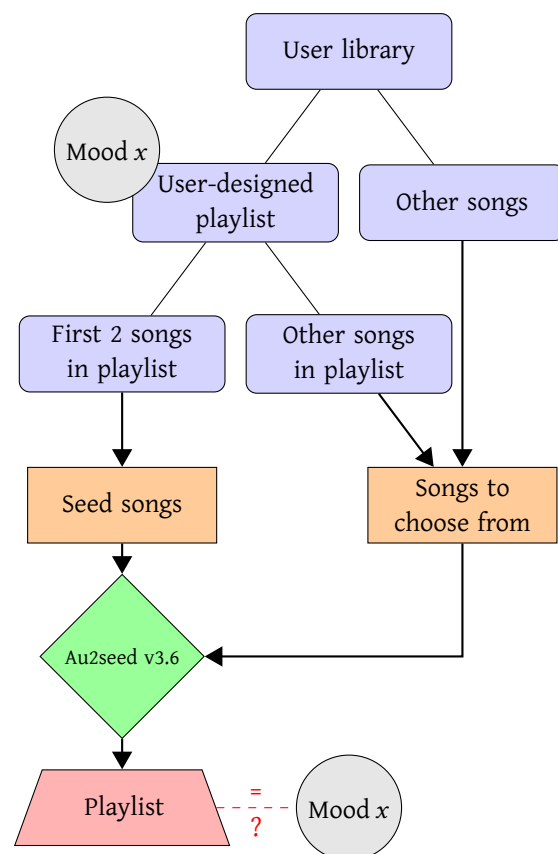 User library
Mood x
User-designed
playlist
Other songs
First 2 songs
in playlist
Other songs
in playlist
Seed songs
Songs to
choose from
Au2seed v3.6
Playlist
=
?
Mood x